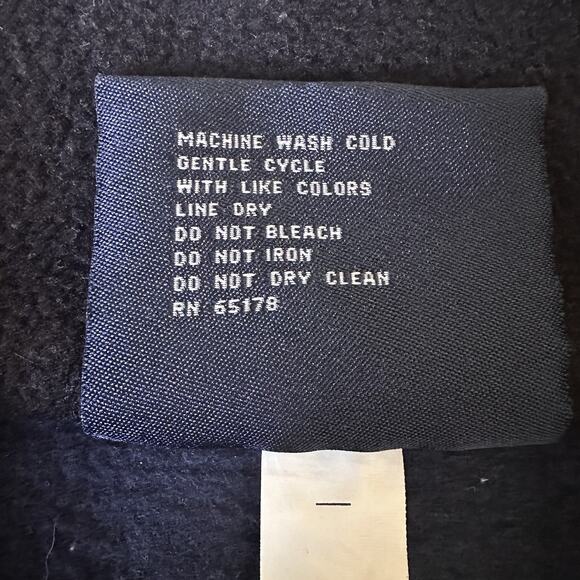 MACHINE WASH COLD
GENTLE CYCLE
WITH LIKE COLORS
LINE DRY
DO NOT BLEACH
DO NOT IRON
DO NOT DRY CLEAN
RN 65178